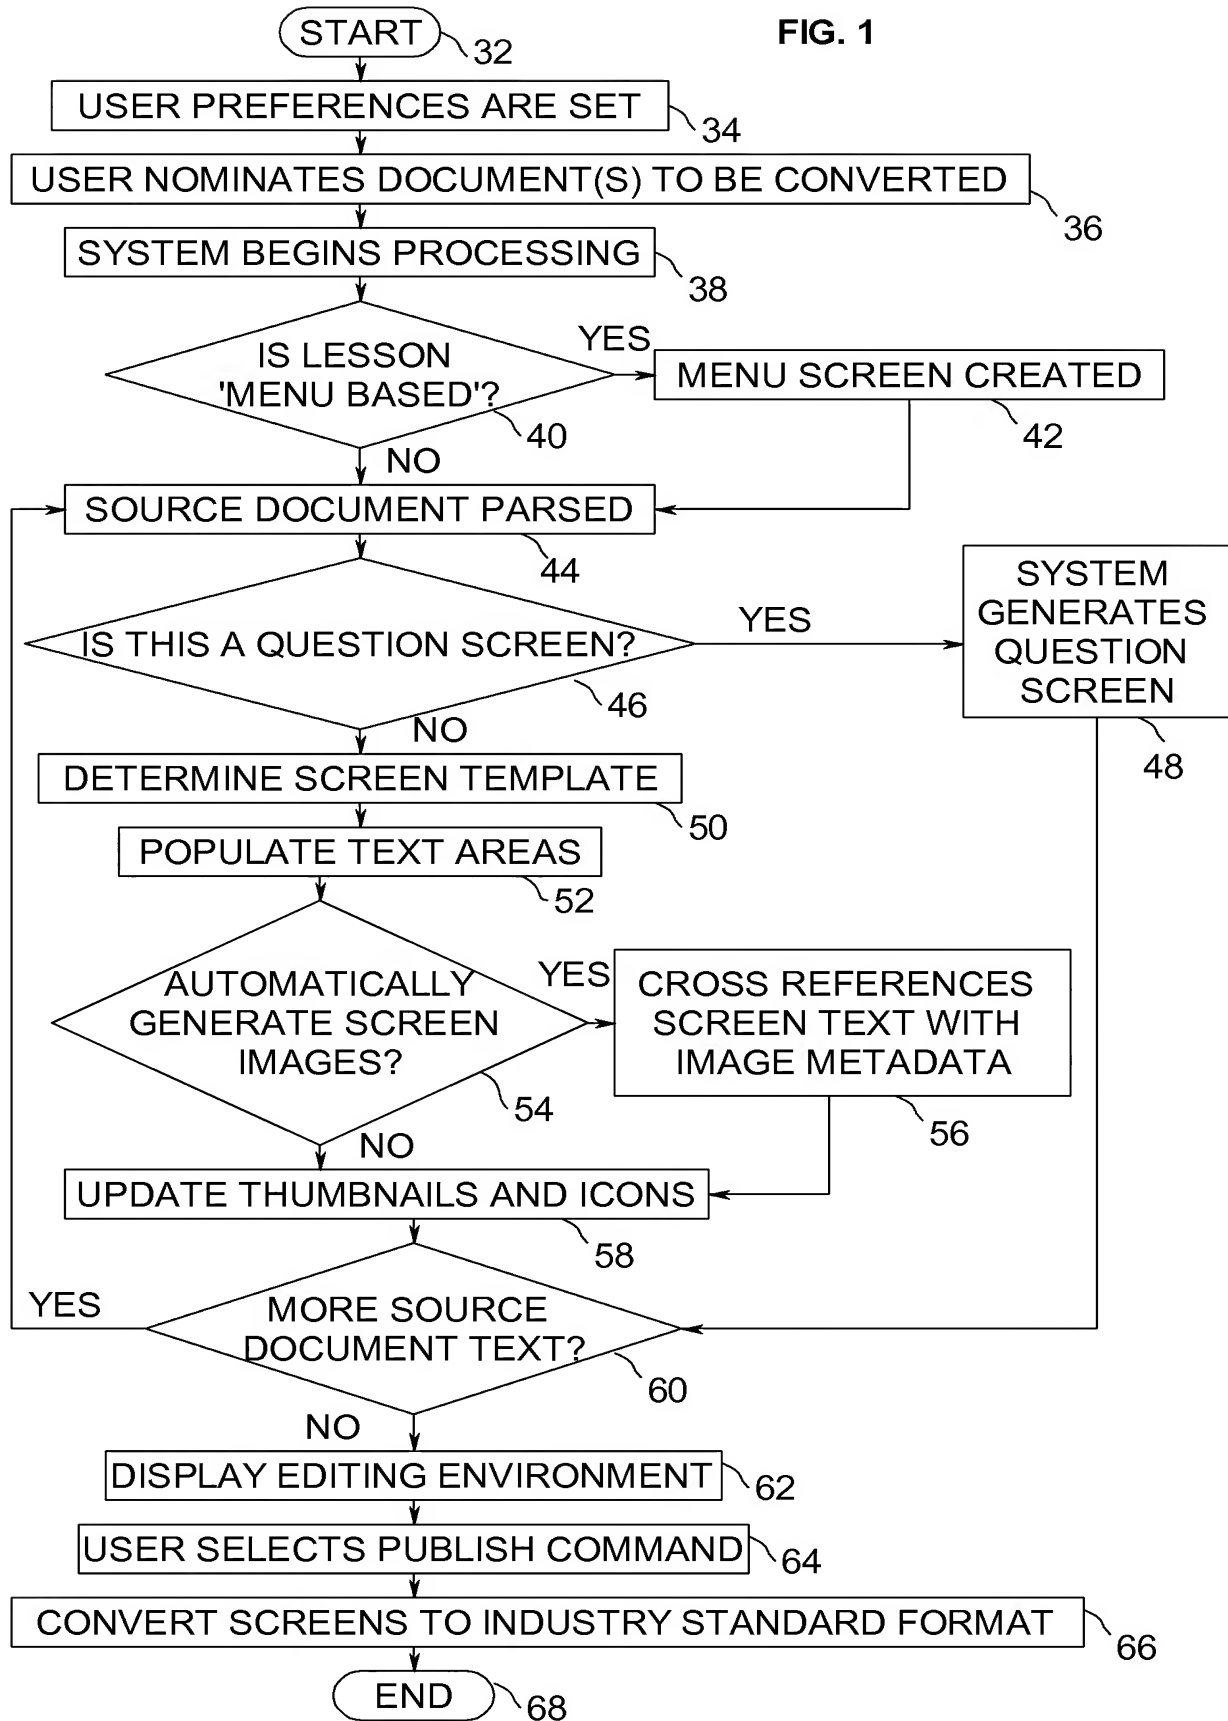 FIG. 1
START
32
USER PREFERENCES ARE SET
34
USER NOMINATES DOCUMENT(S) TO BE CONVERTED
36
SYSTEM BEGINS PROCESSING
38
IS LESSON
'MENU BASED'?
40
YES
MENU SCREEN CREATED
42
NO
SOURCE DOCUMENT PARSED
44
IS THIS A QUESTION SCREEN?
46
YES
SYSTEM
GENERATES
QUESTION
SCREEN
48
NO
DETERMINE SCREEN TEMPLATE
50
POPULATE TEXT AREAS
52
AUTOMATICALLY
GENERATE SCREEN
IMAGES?
54
YES
CROSS REFERENCES
SCREEN TEXT WITH
IMAGE METADATA
56
NO
UPDATE THUMBNAILS AND ICONS
58
YES
MORE SOURCE
DOCUMENT TEXT?
60
NO
DISPLAY EDITING ENVIRONMENT
62
USER SELECTS PUBLISH COMMAND
64
CONVERT SCREENS TO INDUSTRY STANDARD FORMAT
66
END
68